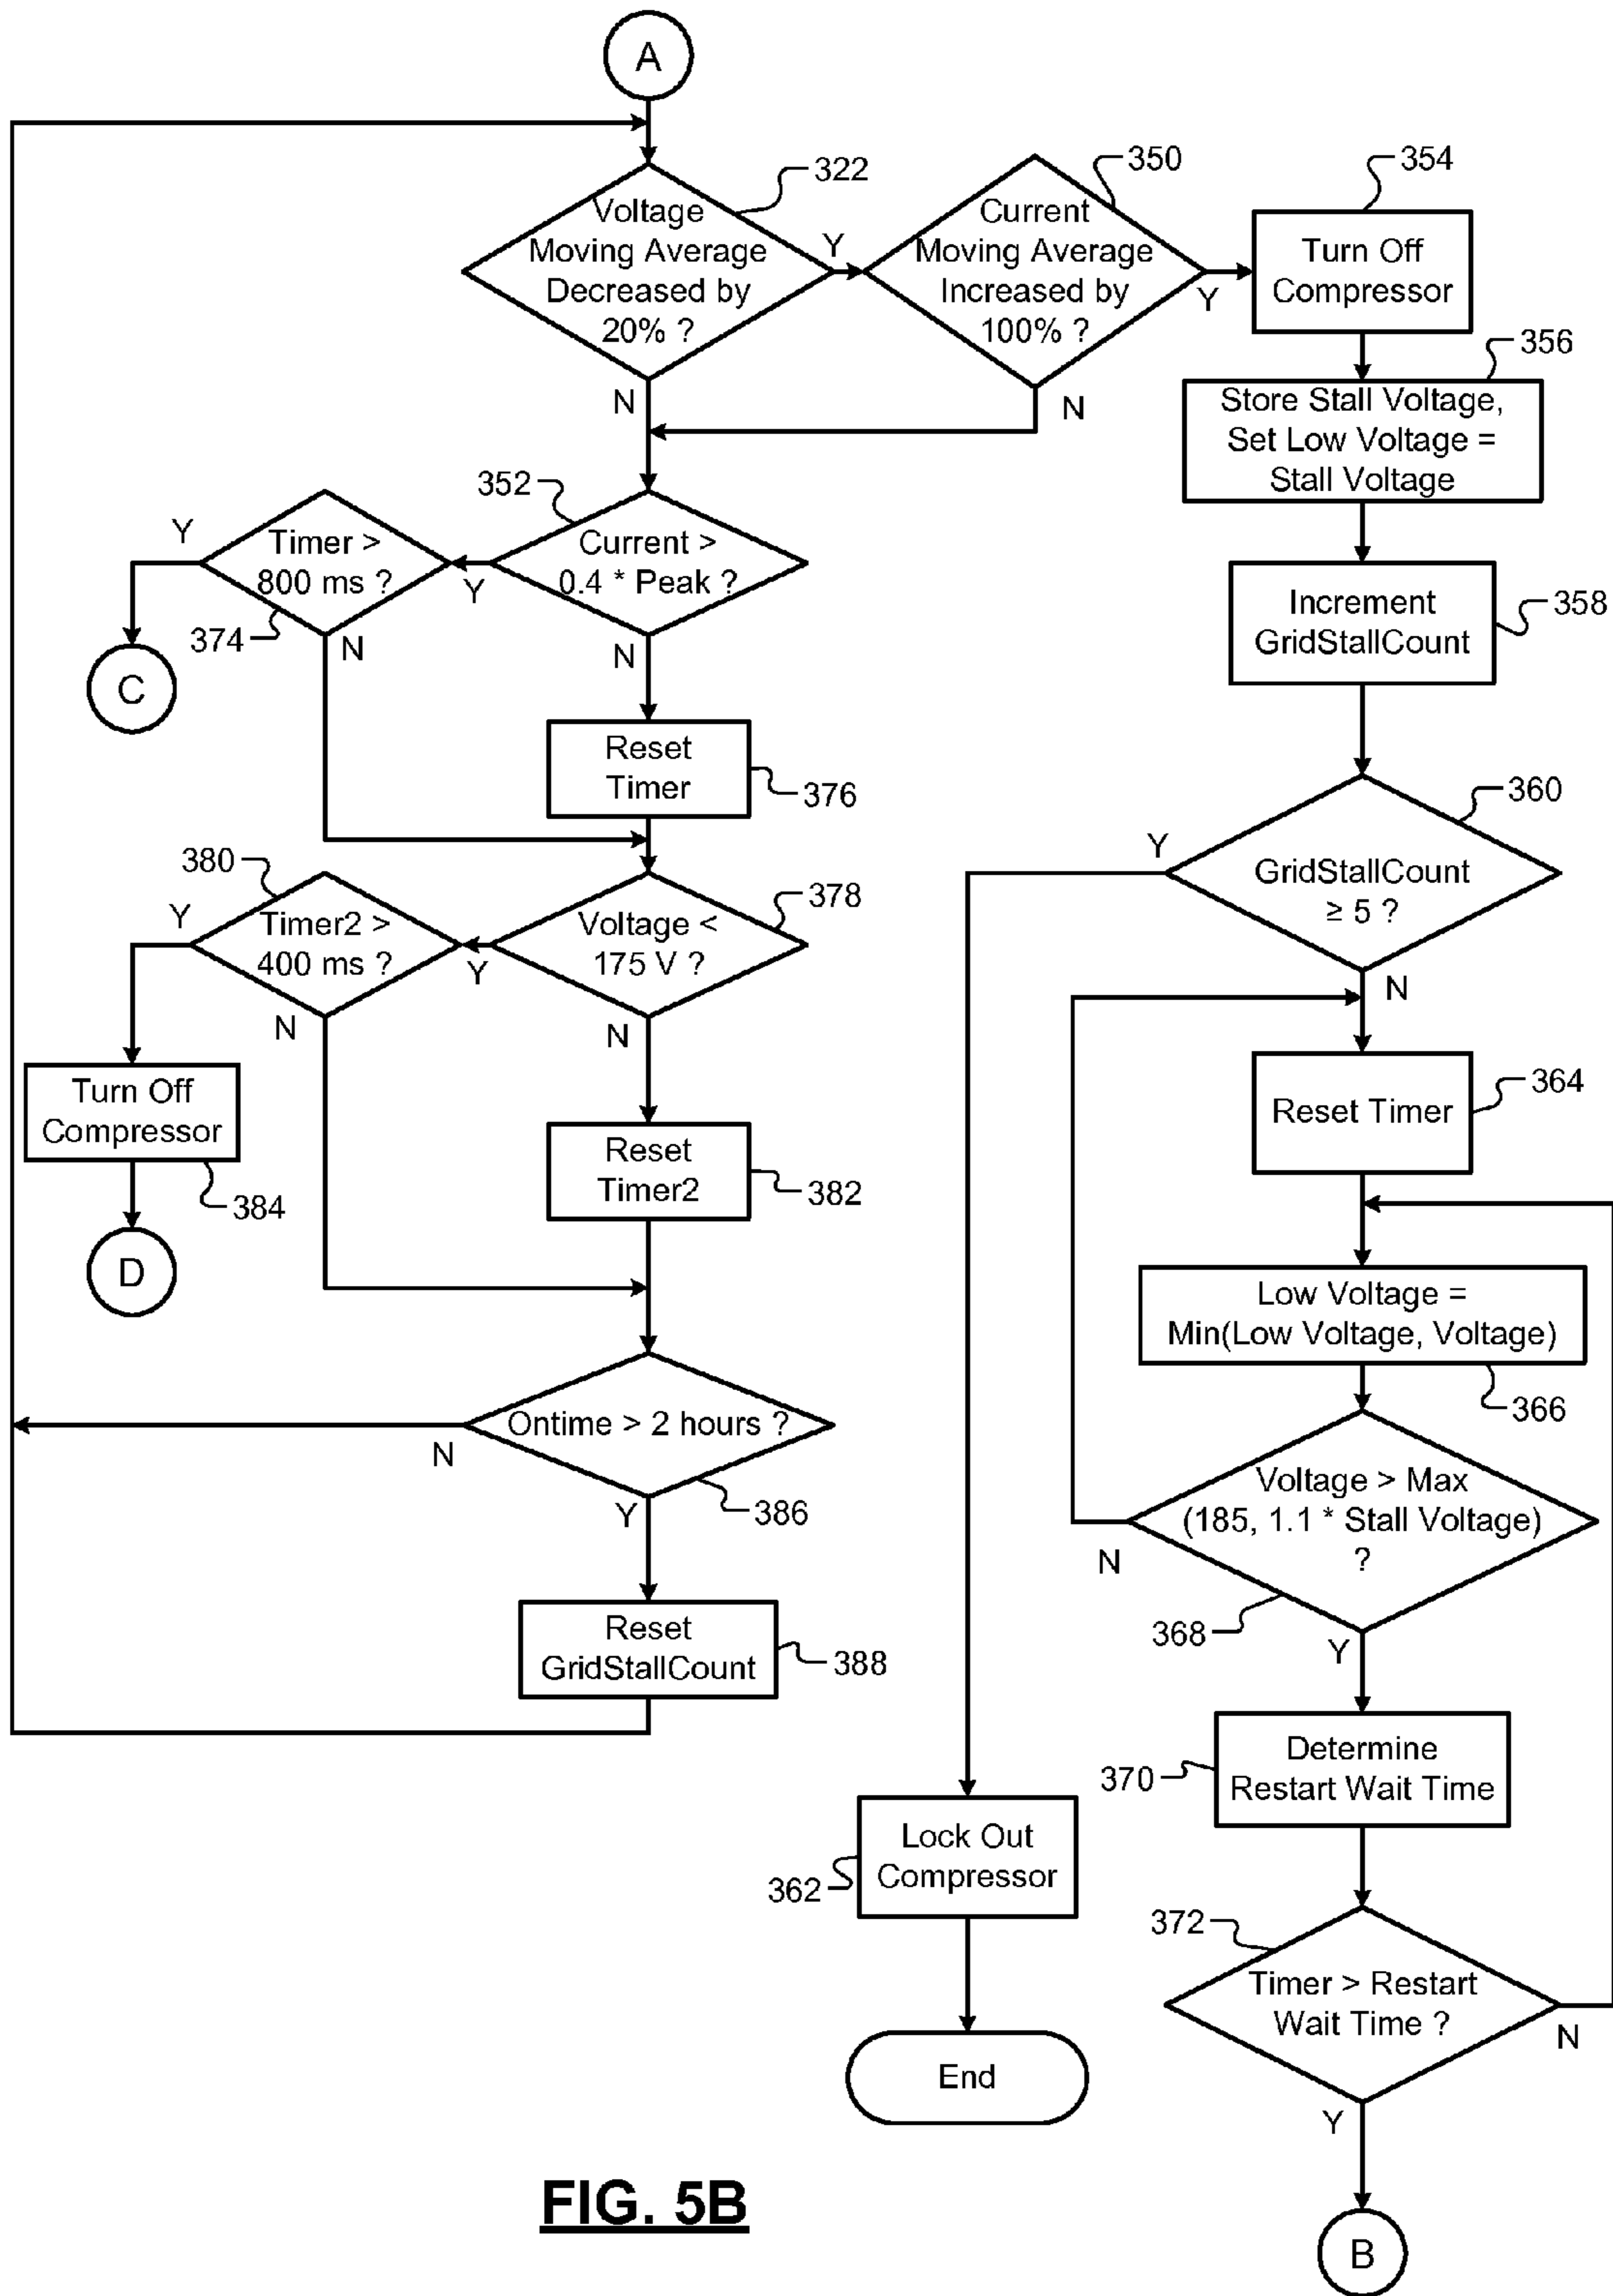 A
322
Voltage
Moving Average
Decreased by
20% ?
Y
N
350
Current
Moving Average
Increased by
100% ?
Y
N
354
Turn Off
Compressor
356
Store Stall Voltage,
Set Low Voltage =
Stall Voltage
352
Current >
0.4 * Peak ?
Y
N
Timer >
800 ms ?
Y
374
N
C
Increment
GridStallCount
358
Reset
Timer
376
360
GridStallCount
≥ 5 ?
Y
N
380
Timer2 >
400 ms ?
Y
N
378
Voltage <
175 V ?
Y
N
Turn Off
Compressor
384
D
Reset
Timer2
382
Reset Timer
364
Low Voltage =
Min(Low Voltage, Voltage)
366
Ontime > 2 hours ?
N
386
Y
Voltage > Max
(185, 1.1 * Stall Voltage)
?
N
368
Y
Reset
GridStallCount
388
Determine
Restart Wait Time
370
Lock Out
Compressor
362
372
Timer > Restart
Wait Time ?
N
Y
End
B
FIG. 5B